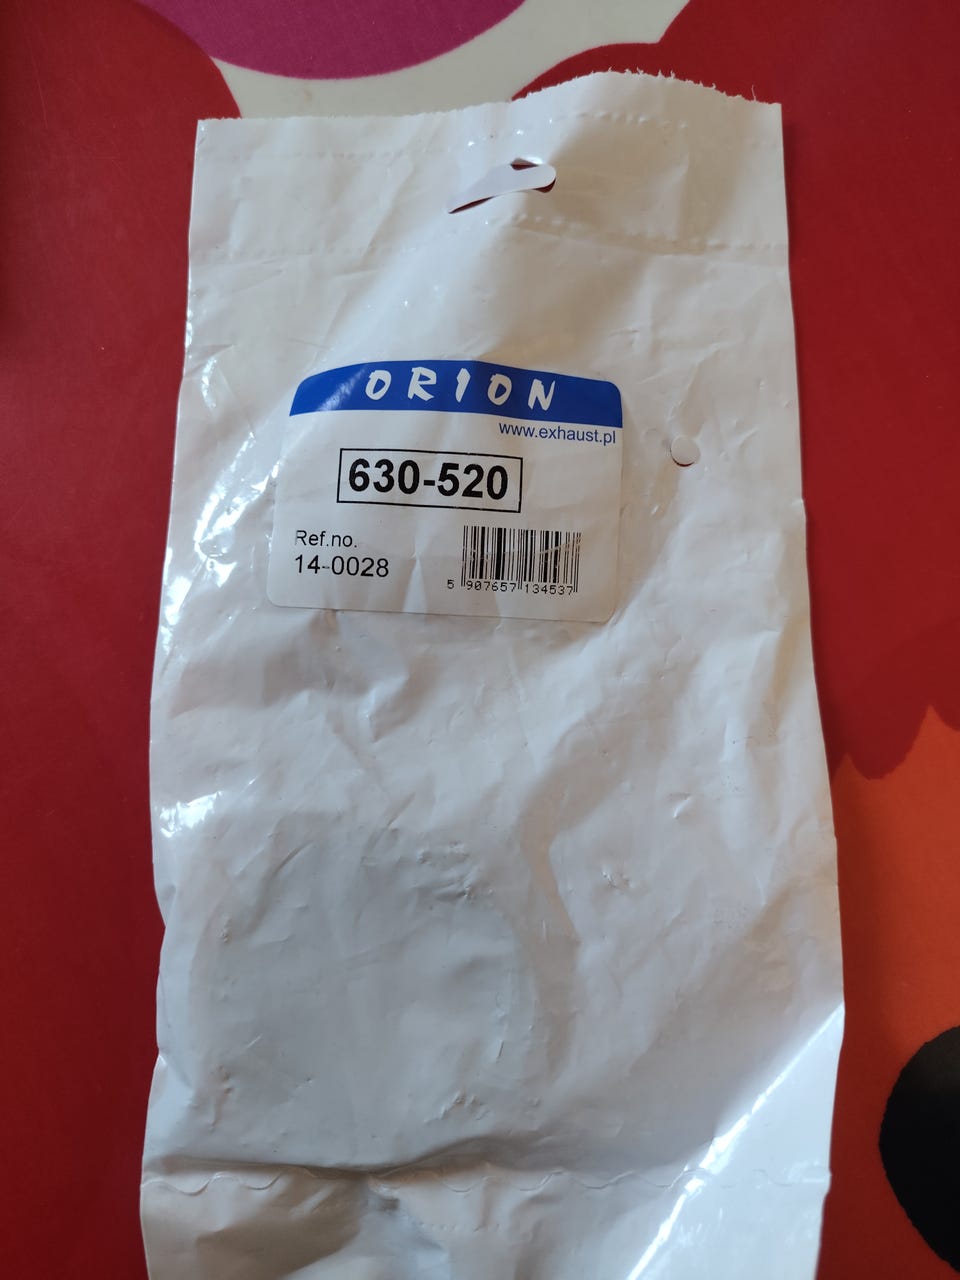 ORION
www.exhaust.pl
630-520
Ref.no.
14-0028
5 907657 134537